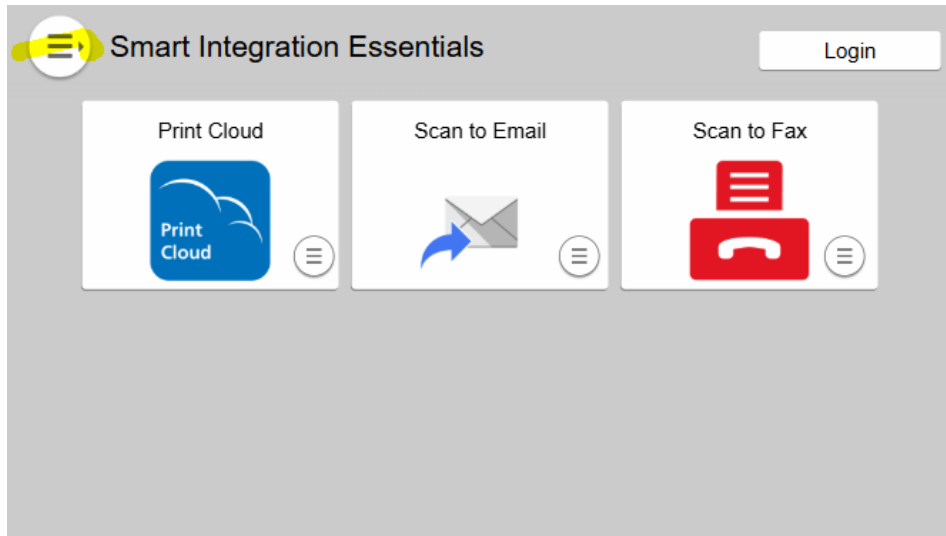 Smart Integration Essentials
Login
Print Cloud
Scan to Email
Scan to Fax
Print
Cloud